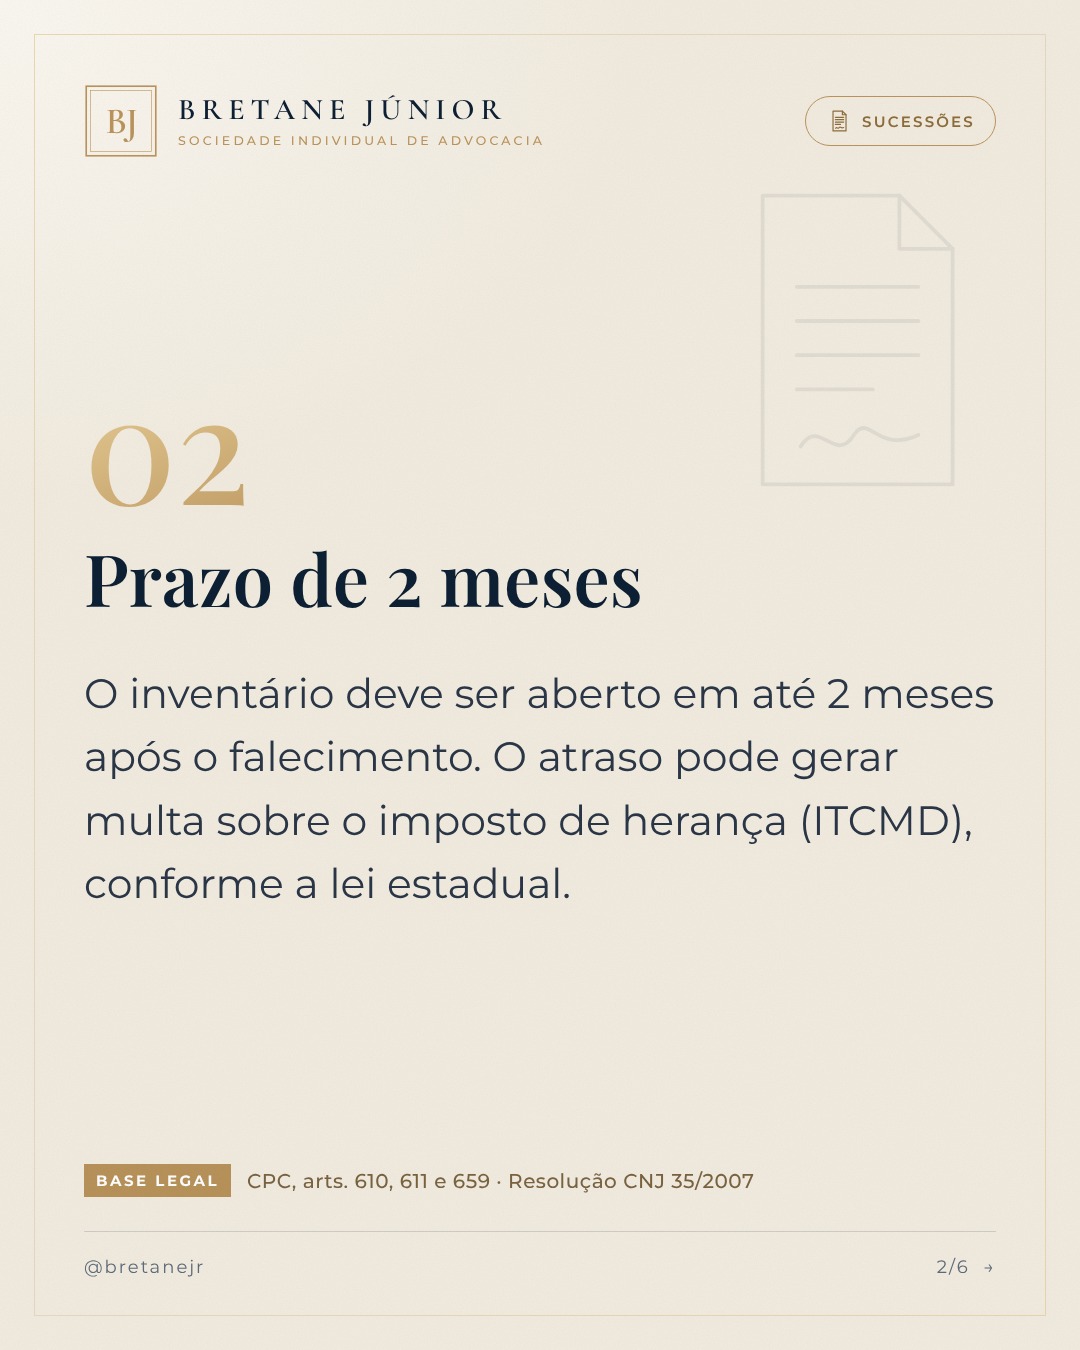 BJ
BRETANE JÚNIOR
SOCIEDADE INDIVIDUAL DE ADVOCACIA
SUCESSÕES
02
Prazo de 2 meses
O inventário deve ser aberto em até 2 meses
após o falecimento. O atraso pode gerar
multa sobre o imposto de herança (ITCMD),
conforme a lei estadual.
BASE LEGAL CPC, arts. 610, 611 e 659 · Resolução CNJ 35/2007
@bretanejr
2/6 →